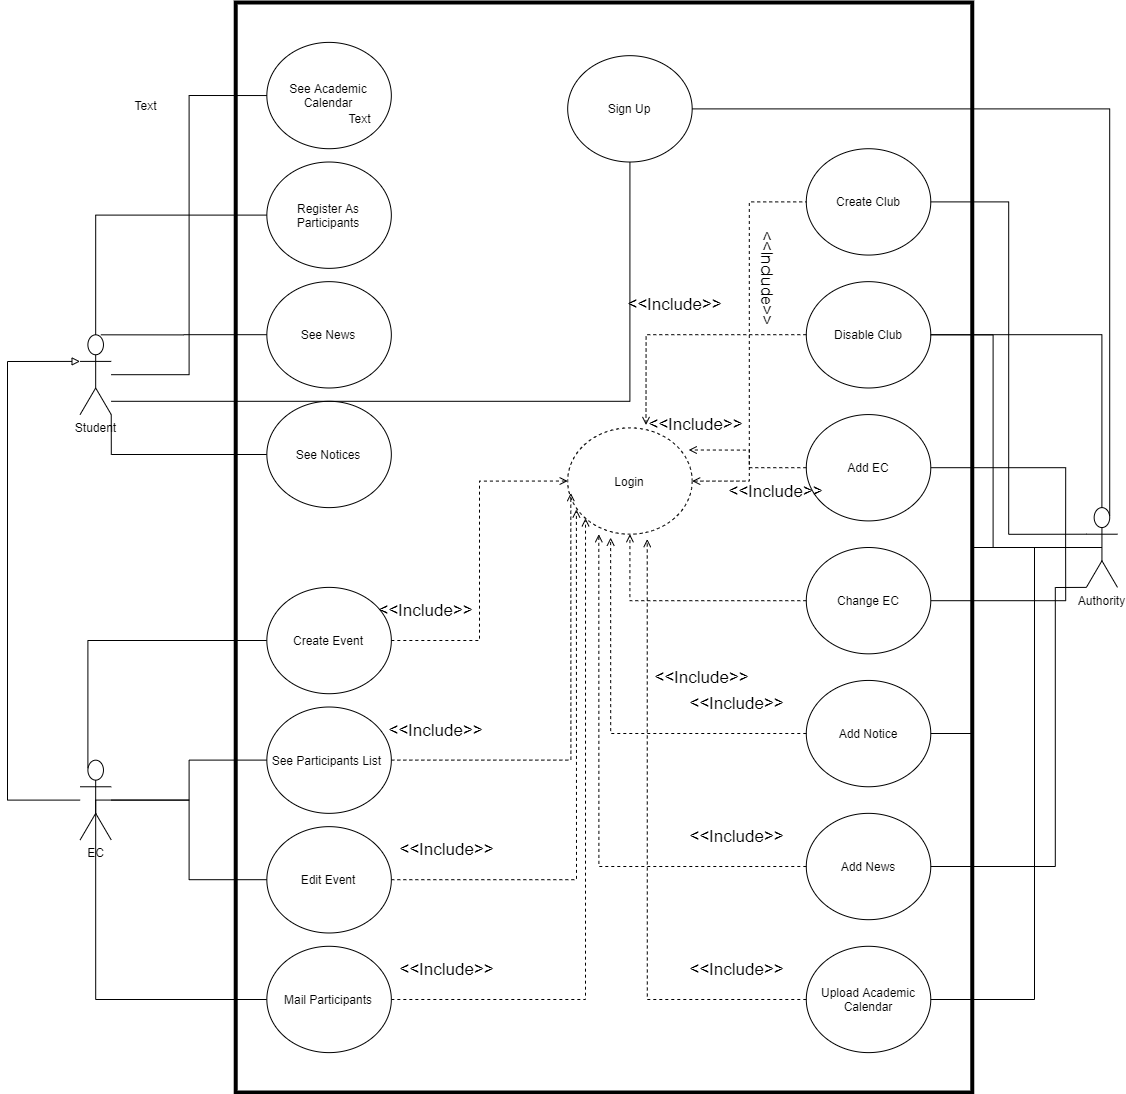 See Academic
Calendar
Text
Text
Sign Up
Register As
Participants
Create Club
<<Include>>
<<Include>>
See News
Disable Club
Student
<<Include>>
See Notices
Login
Add EC
<<Include>>
Authority
Change EC
<<Include>>
Create Event
<<Include>>
<<Include>>
<<Include>>
See Participants List
Add Notice
<<Include>>
EC
<<Include>>
Edit Event
Add News
<<Include>>
<<Include>>
Mail Participants
Upload Academic
Calendar